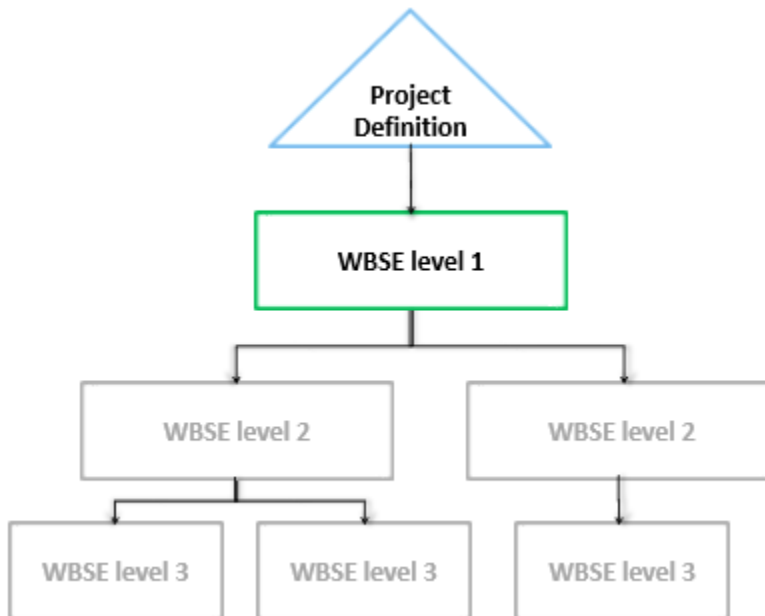 Project
Definition
WBSE level 1
WBSE level 2
WBSE level 2
WBSE level 3
WBSE level 3
WBSE level 3